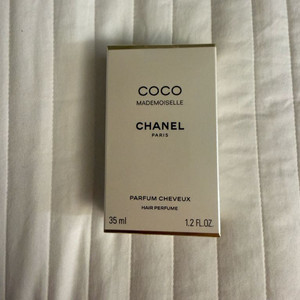 COCO
MADEMOISELLE
CHANEL
PARIS
PARFUM CHEVEUX
HAIR PERFUME
35 ml 1.2 FL.OZ.